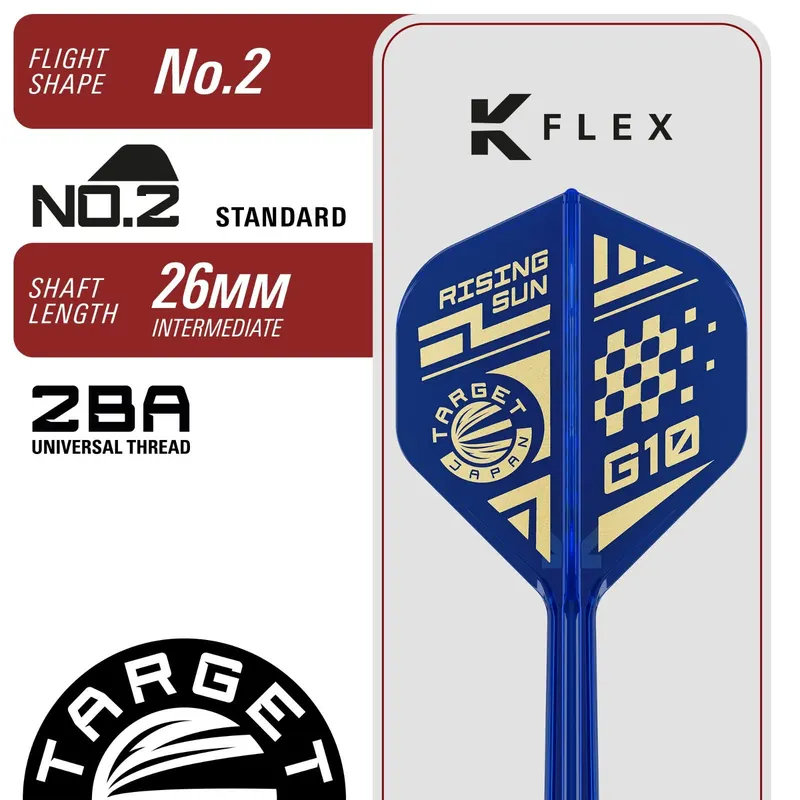 FLIGHT
SHAPE
No.2
NO.2
STANDARD
SHAFT
LENGTH
26MM
INTERMEDIATE
2BA
UNIVERSAL THREAD
TARGET
K FLEX
RISING
SUN
TARGET
JAPAN
G10